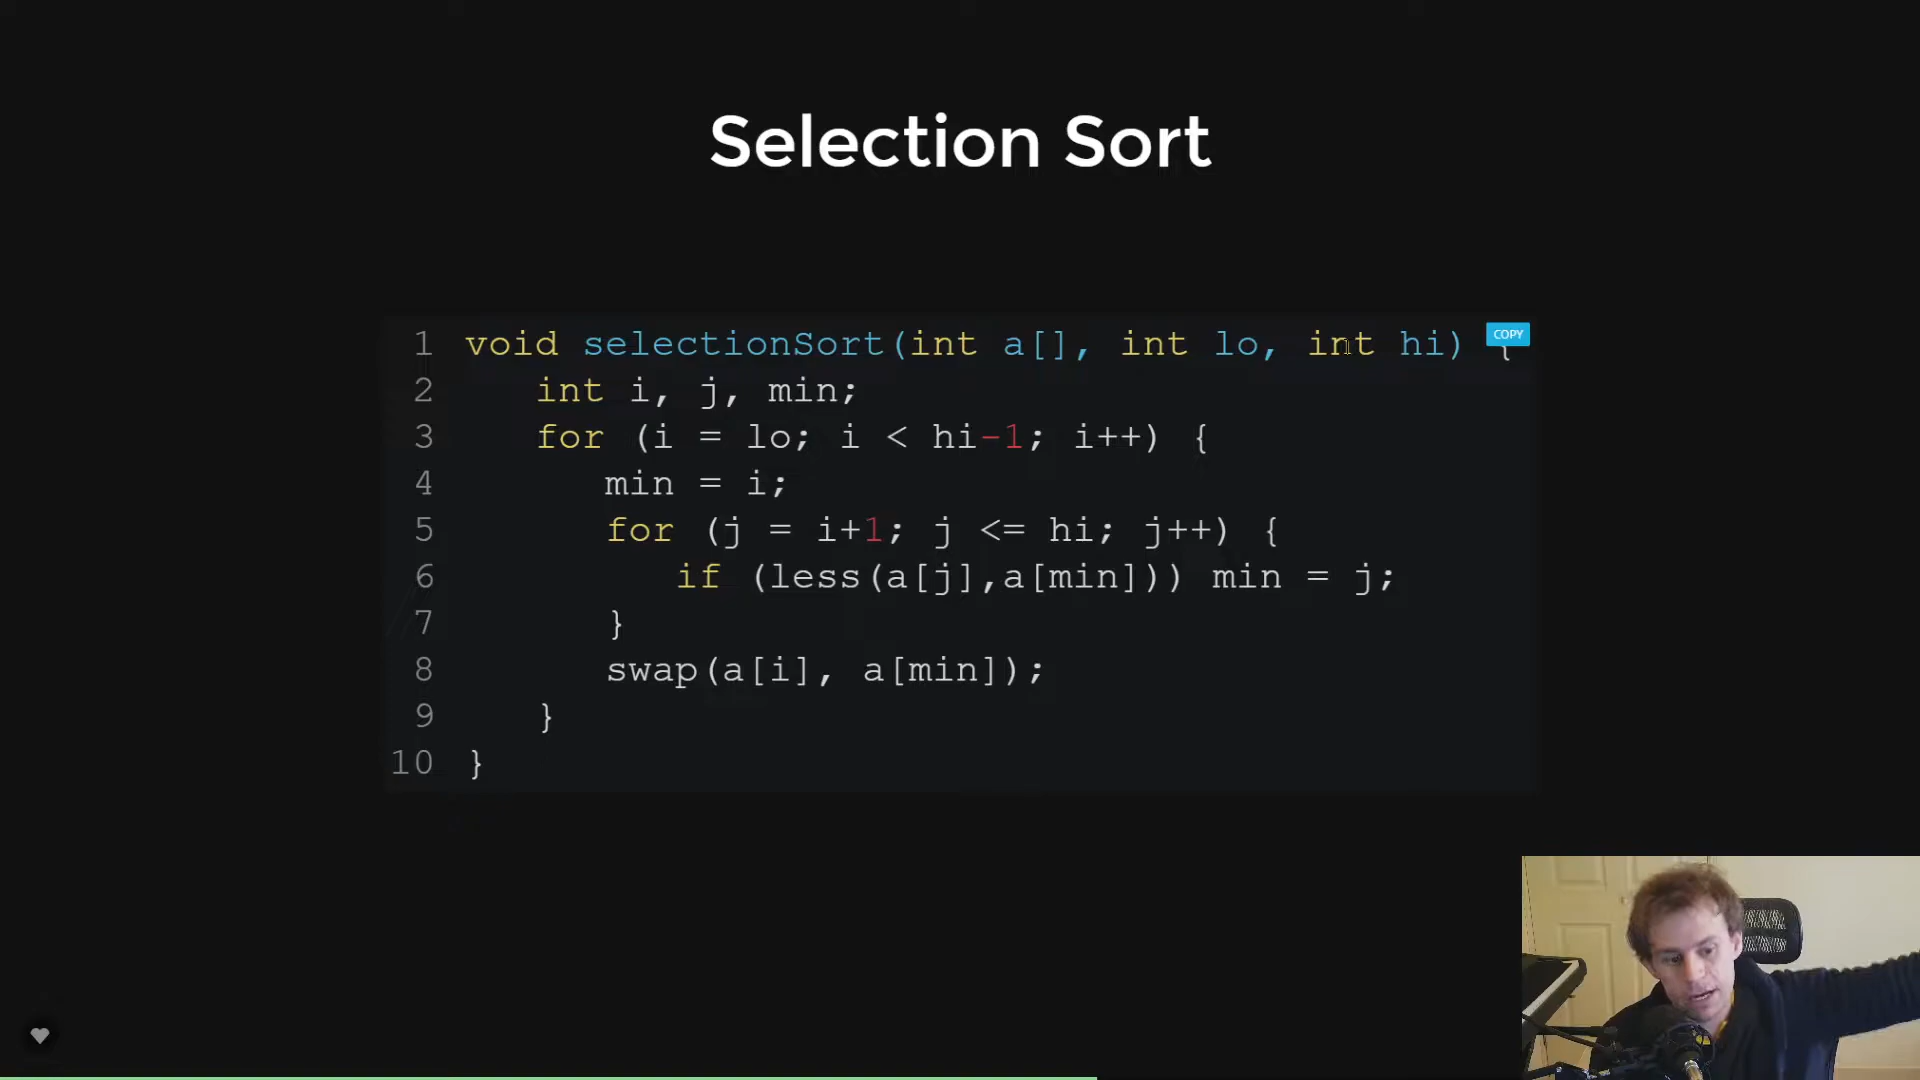 Selection Sort
COPY
1 void selectionSort(int a[], int lo, int hi) {
2    int i, j, min;
3    for (i = lo; i < hi-1; i++) {
4       min = i;
5       for (j = i+1; j <= hi; j++) {
6          if (less(a[j],a[min])) min = j;
7       }
8       swap(a[i], a[min]);
9    }
10 }